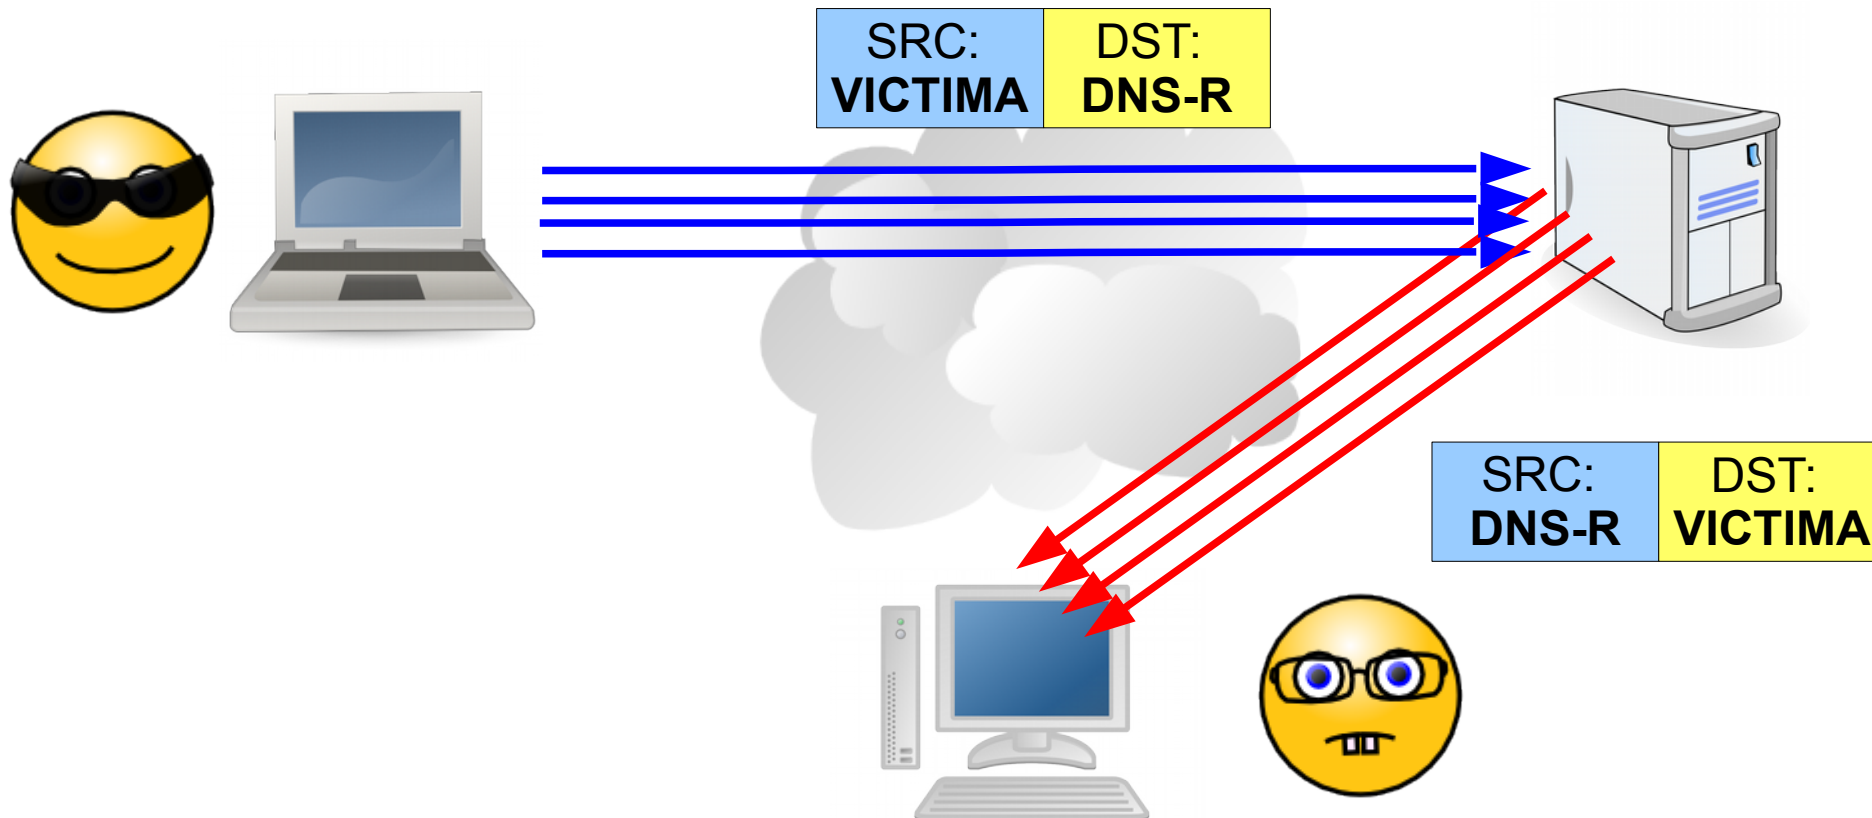 SRC:
VICTIMA
DST:
DNS-R
SRC:
DNS-R
DST:
VICTIMA